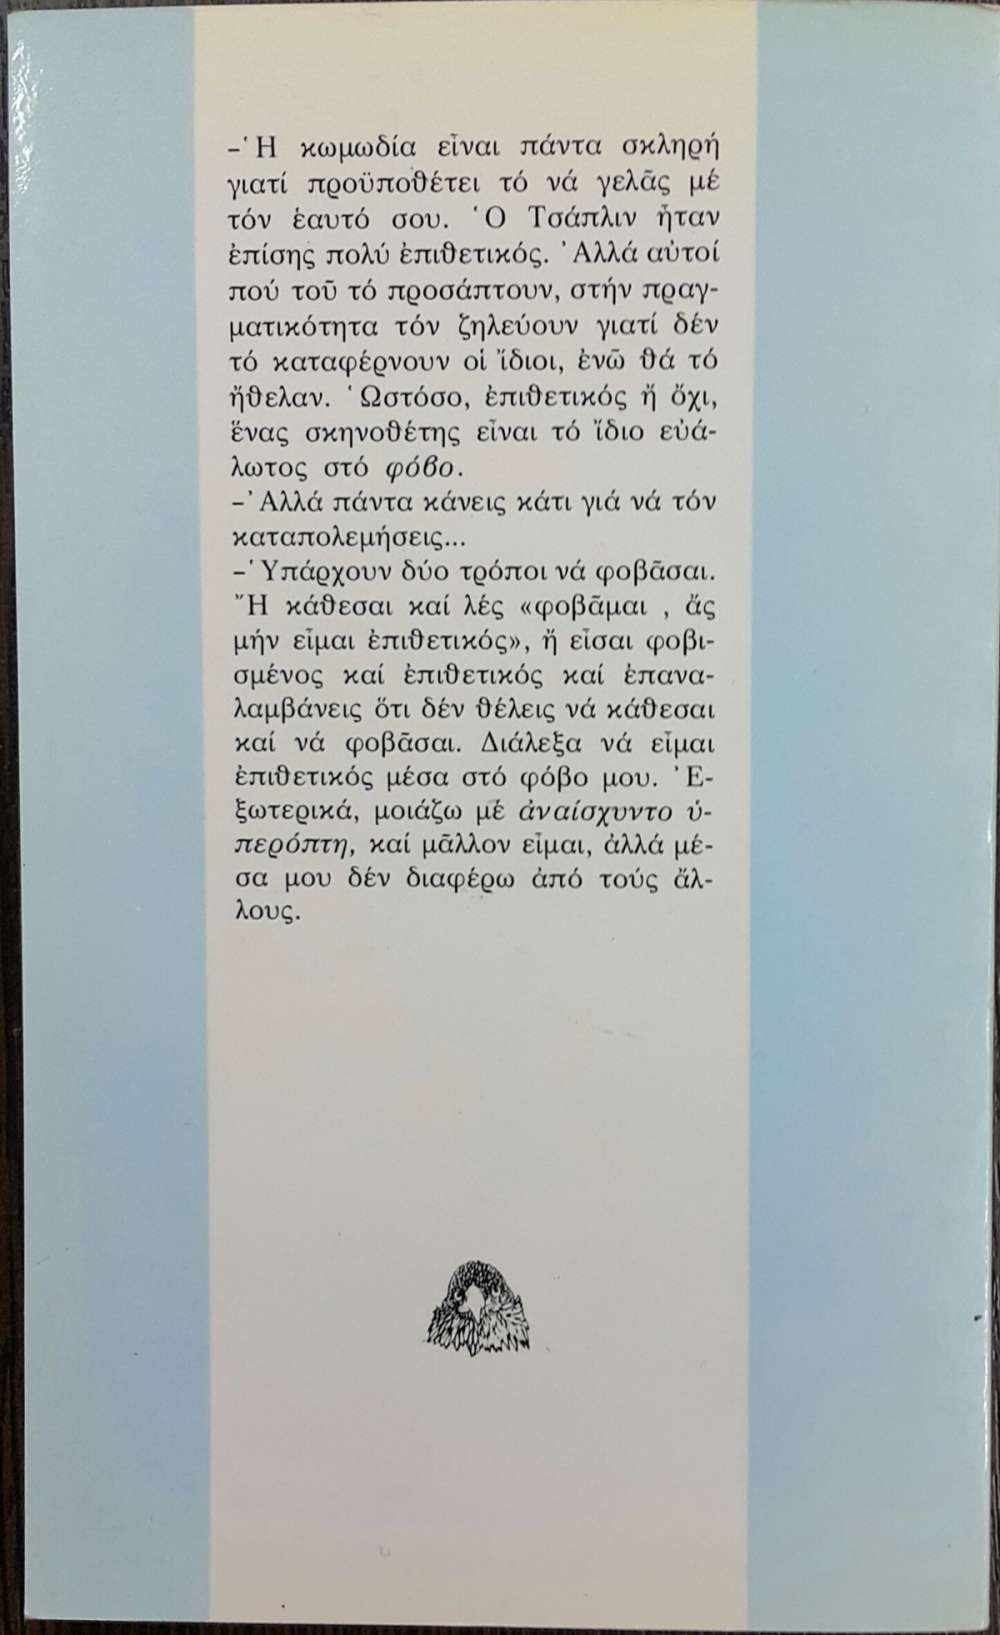 –Ἡ κωμωδία εἶναι πάντα σκληρή
γιατί προϋποθέτει τό νά γελᾶς μέ
τόν ἑαυτό σου. Ὁ Τσάπλιν ἦταν
ἐπίσης πολύ ἐπιθετικός. Ἀλλά αὐτοί
πού τοῦ τό προσάπτουν, στήν πραγ-
ματικότητα τόν ζηλεύουν γιατί δέν
τό καταφέρνουν οἱ ἴδιοι, ἐνῶ θά τό
ἤθελαν. Ὡστόσο, ἐπιθετικός ἤ ὄχι,
ἕνας σκηνοθέτης εἶναι τό ἴδιο εὐά-
λωτος στό φόβο.
–Ἀλλά πάντα κάνεις κάτι γιά νά τόν
καταπολεμήσεις...
–Ὑπάρχουν δύο τρόποι νά φοβᾶσαι.
Ἤ κάθεσαι καί λές «φοβᾶμαι , ἄς
μήν εἶμαι ἐπιθετικός», ἤ εἶσαι φοβι-
σμένος καί ἐπιθετικός καί ἐπανα-
λαμβάνεις ὅτι δέν θέλεις νά κάθεσαι
καί νά φοβᾶσαι. Διάλεξα νά εἶμαι
ἐπιθετικός μέσα στό φόβο μου. Ἐ-
ξωτερικά, μοιάζω μέ ἀναίσχυντο ὑ-
περόπτη, καί μᾶλλον εἶμαι, ἀλλά μέ-
σα μου δέν διαφέρω ἀπό τούς ἄλ-
λους.